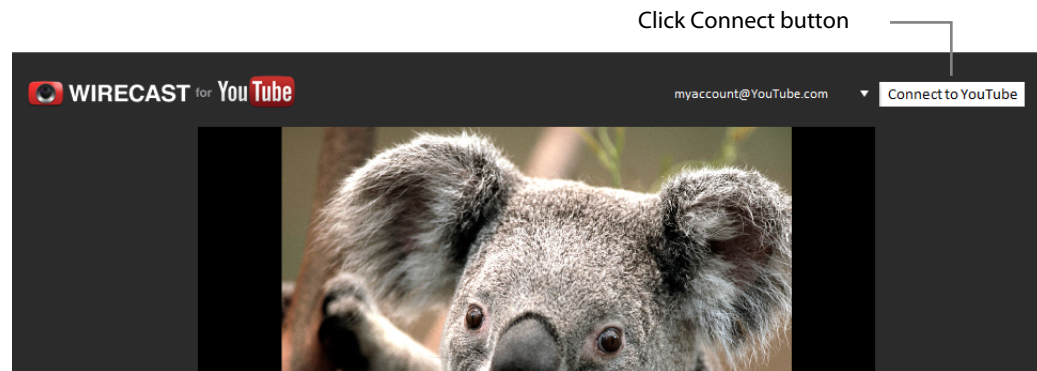 Click Connect button
WIRECAST for YouTube
myaccount@YouTube.com
Connect to YouTube